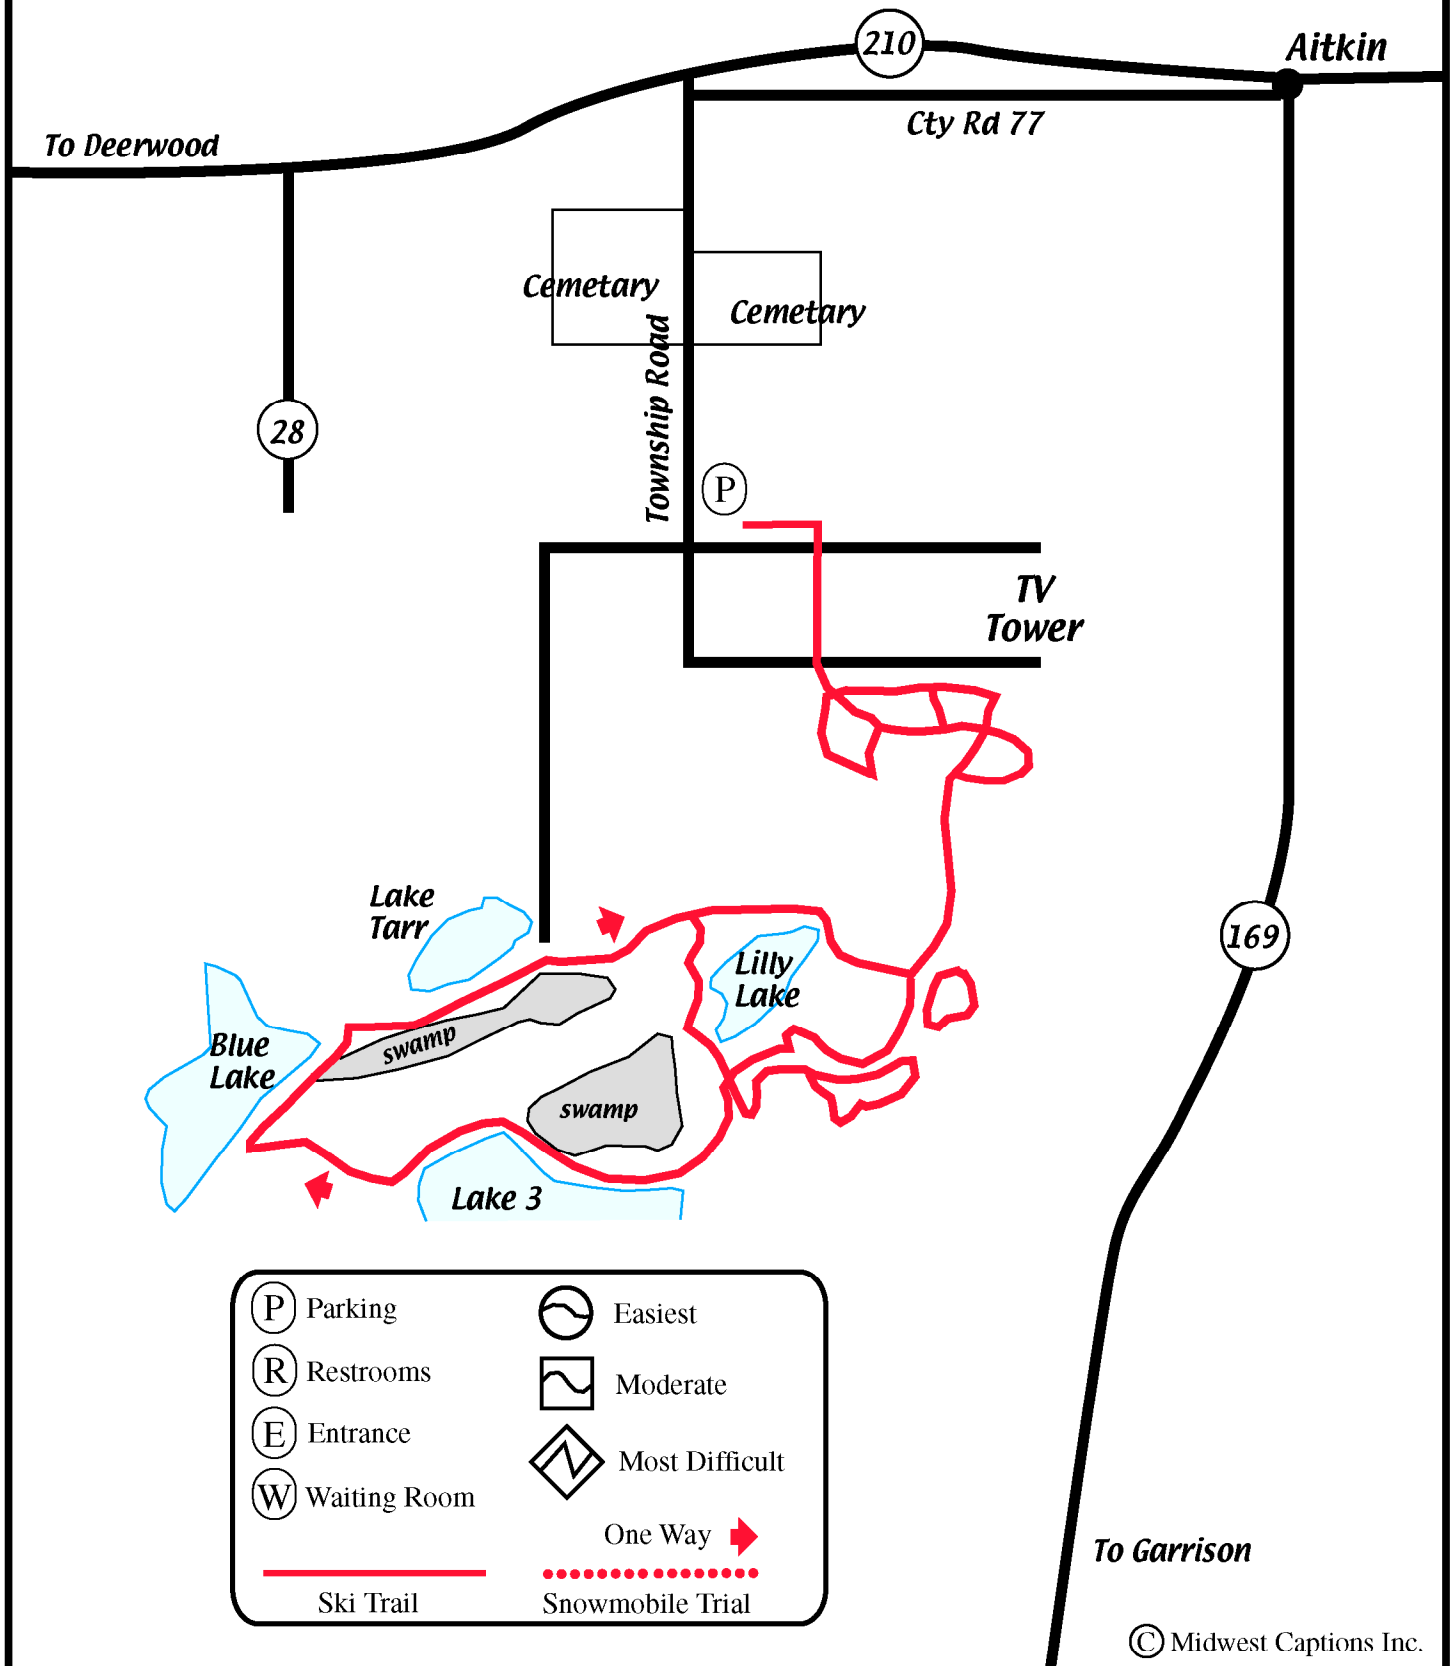 210
Aitkin
Cty Rd 77
To Deerwood
Cemetary
Cemetary
Township Road
28
P
TV
Tower
Lake
Tarr
169
Lilly
Lake
Blue
Lake
swamp
swamp
Lake 3
P Parking
R Restrooms
E Entrance
W Waiting Room
Ski Trail
Easiest
Moderate
Most Difficult
One Way
Snowmobile Trial
To Garrison
© Midwest Captions Inc.